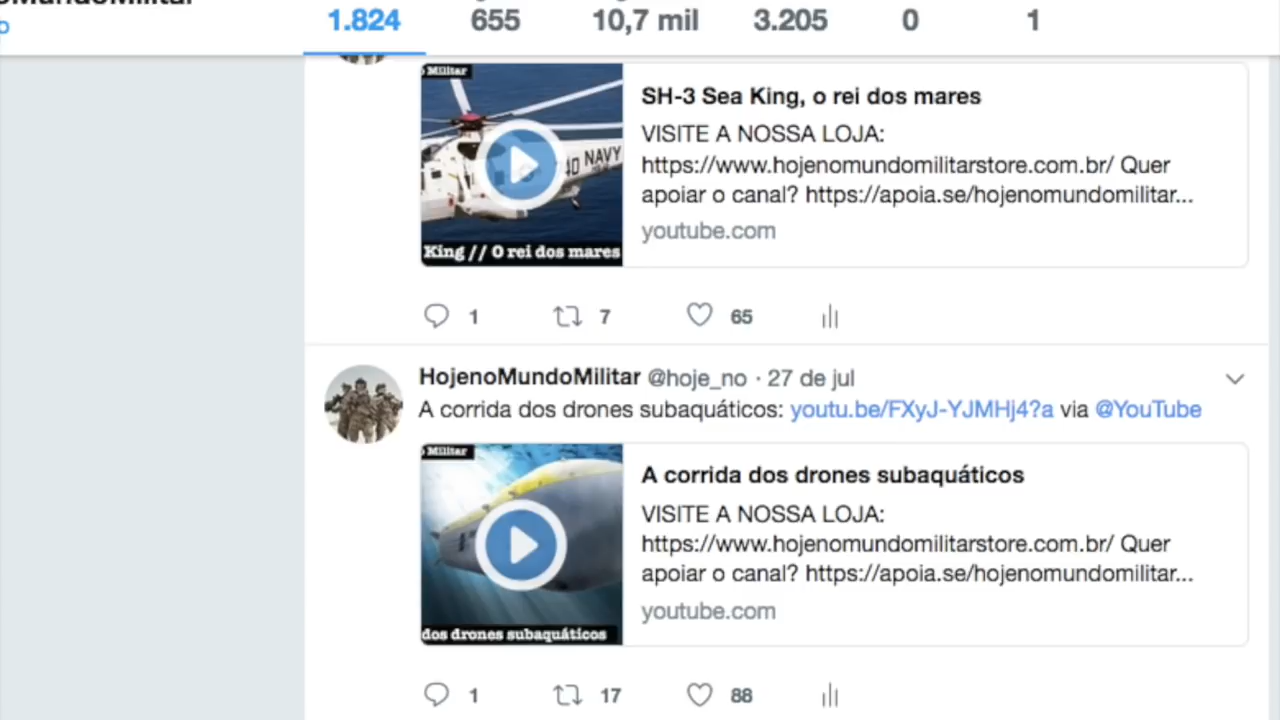 1.824 655 10,7 mil 3.205 0 1
Militar
NAVY
King // O rei dos mares
SH-3 Sea King, o rei dos mares
VISITE A NOSSA LOJA:
https://www.hojenomundomilitarstore.com.br/ Quer
apoiar o canal? https://apoia.se/hojenomundomilitar...
youtube.com
1 7 65
HojenoMundoMilitar @hoje_no · 27 de jul
A corrida dos drones subaquáticos: youtu.be/FXyJ-YJMHj4?a via @YouTube
Militar
dos drones subaquáticos
A corrida dos drones subaquáticos
VISITE A NOSSA LOJA:
https://www.hojenomundomilitarstore.com.br/ Quer
apoiar o canal? https://apoia.se/hojenomundomilitar...
youtube.com
1 17 88